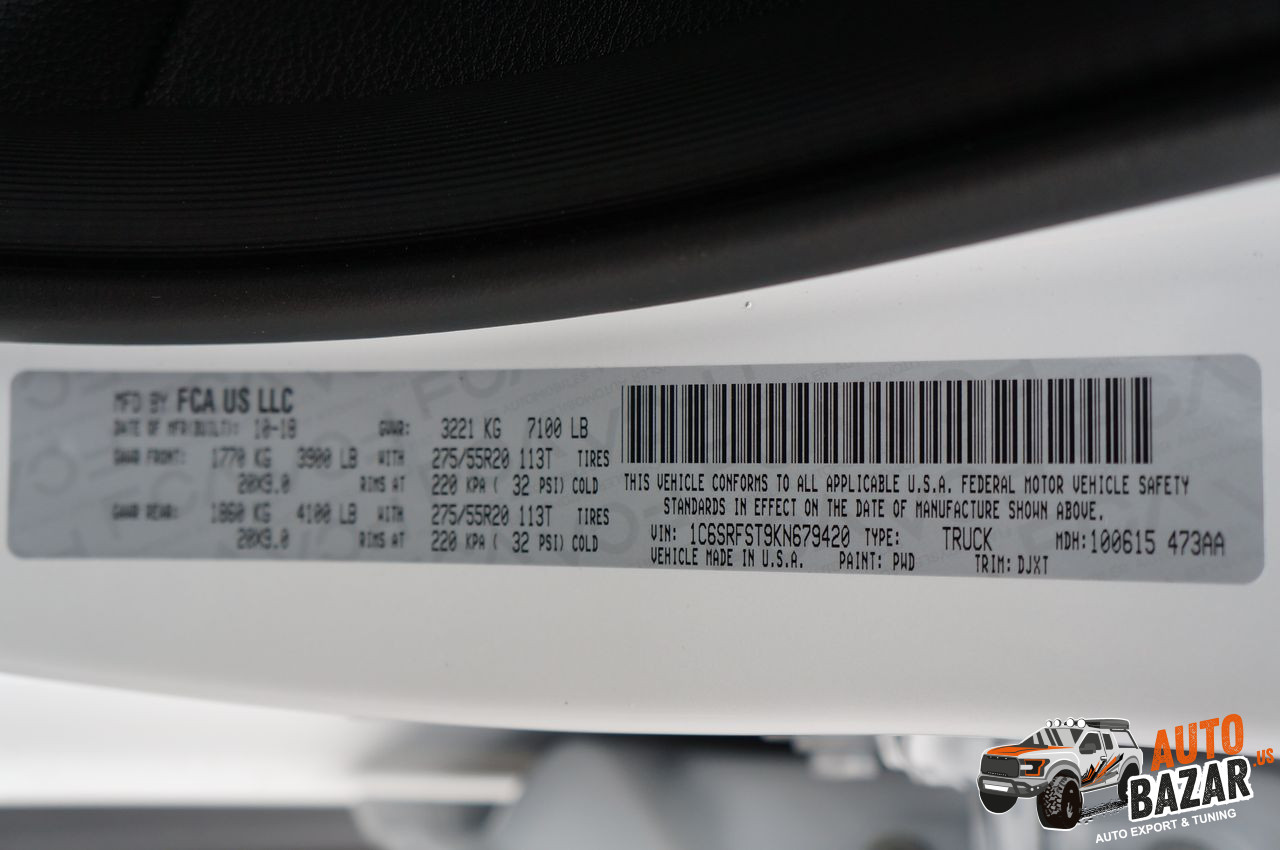 MFD BY FCA US LLC
DATE OF MFR(BUILT): 10-18 GVWR: 3221 KG 7100 LB
GAWR FRONT: 1770 KG 3900 LB WITH 275/55R20 113T TIRES
20X9.0 RIMS AT 220 KPA ( 32 PSI) COLD
GAWR REAR: 1860 KG 4100 LB WITH 275/55R20 113T TIRES
20X9.0 RIMS AT 220 KPA ( 32 PSI) COLD
THIS VEHICLE CONFORMS TO ALL APPLICABLE U.S.A. FEDERAL MOTOR VEHICLE SAFETY
STANDARDS IN EFFECT ON THE DATE OF MANUFACTURE SHOWN ABOVE.
VIN: 1C6SRFST9KN679420 TYPE: TRUCK MDH:100615 473AA
VEHICLE MADE IN U.S.A. PAINT: PWD TRIM: DJXT
AUTO
BAZAR.US
AUTO EXPORT & TUNING